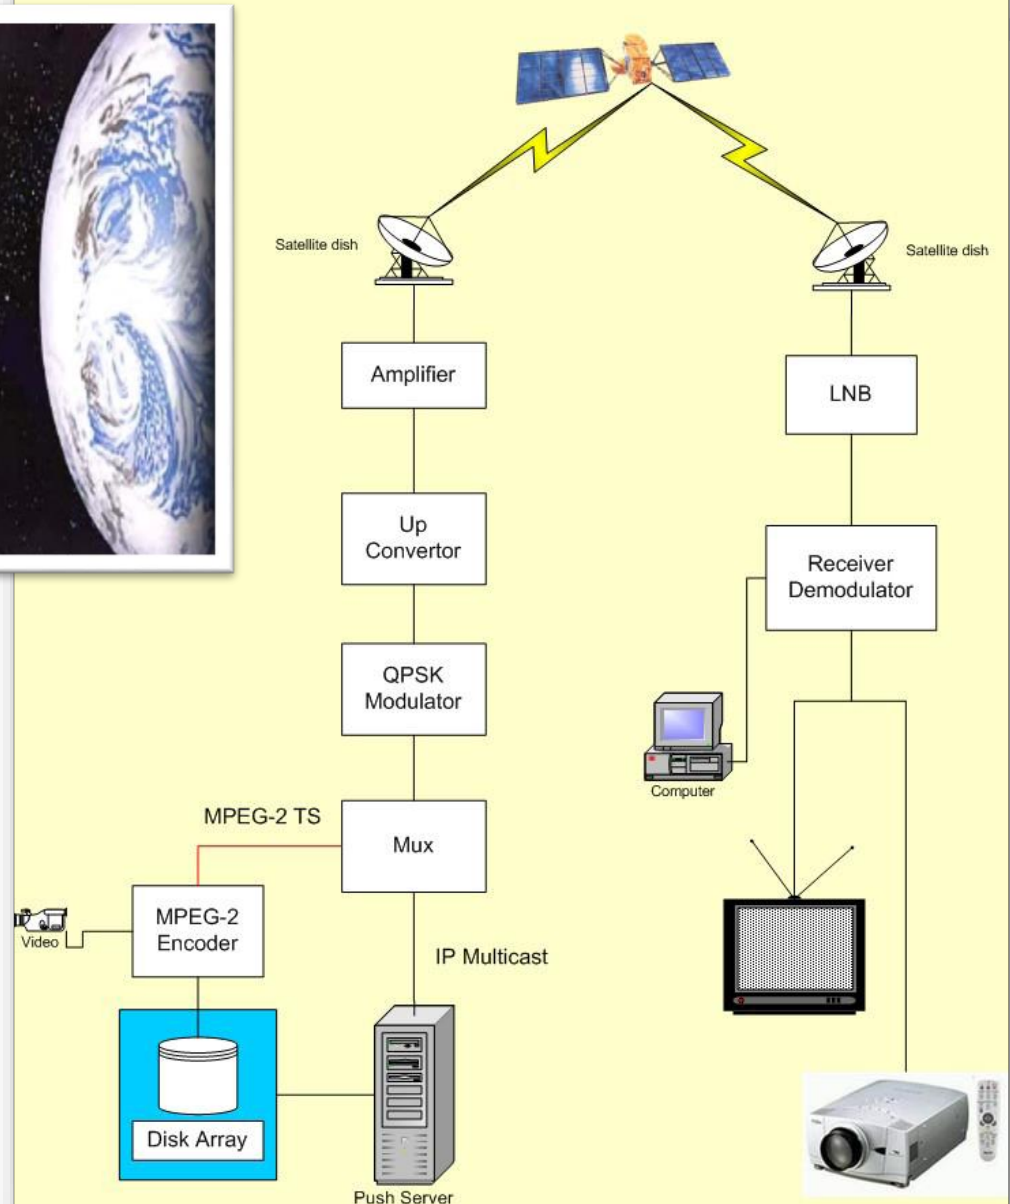 Satellite dish
Satellite dish
Amplifier
LNB
Up
Convertor
Receiver
Demodulator
QPSK
Modulator
Computer
MPEG-2 TS
Mux
MPEG-2
Encoder
Video
IP Multicast
Disk Array
Push Server